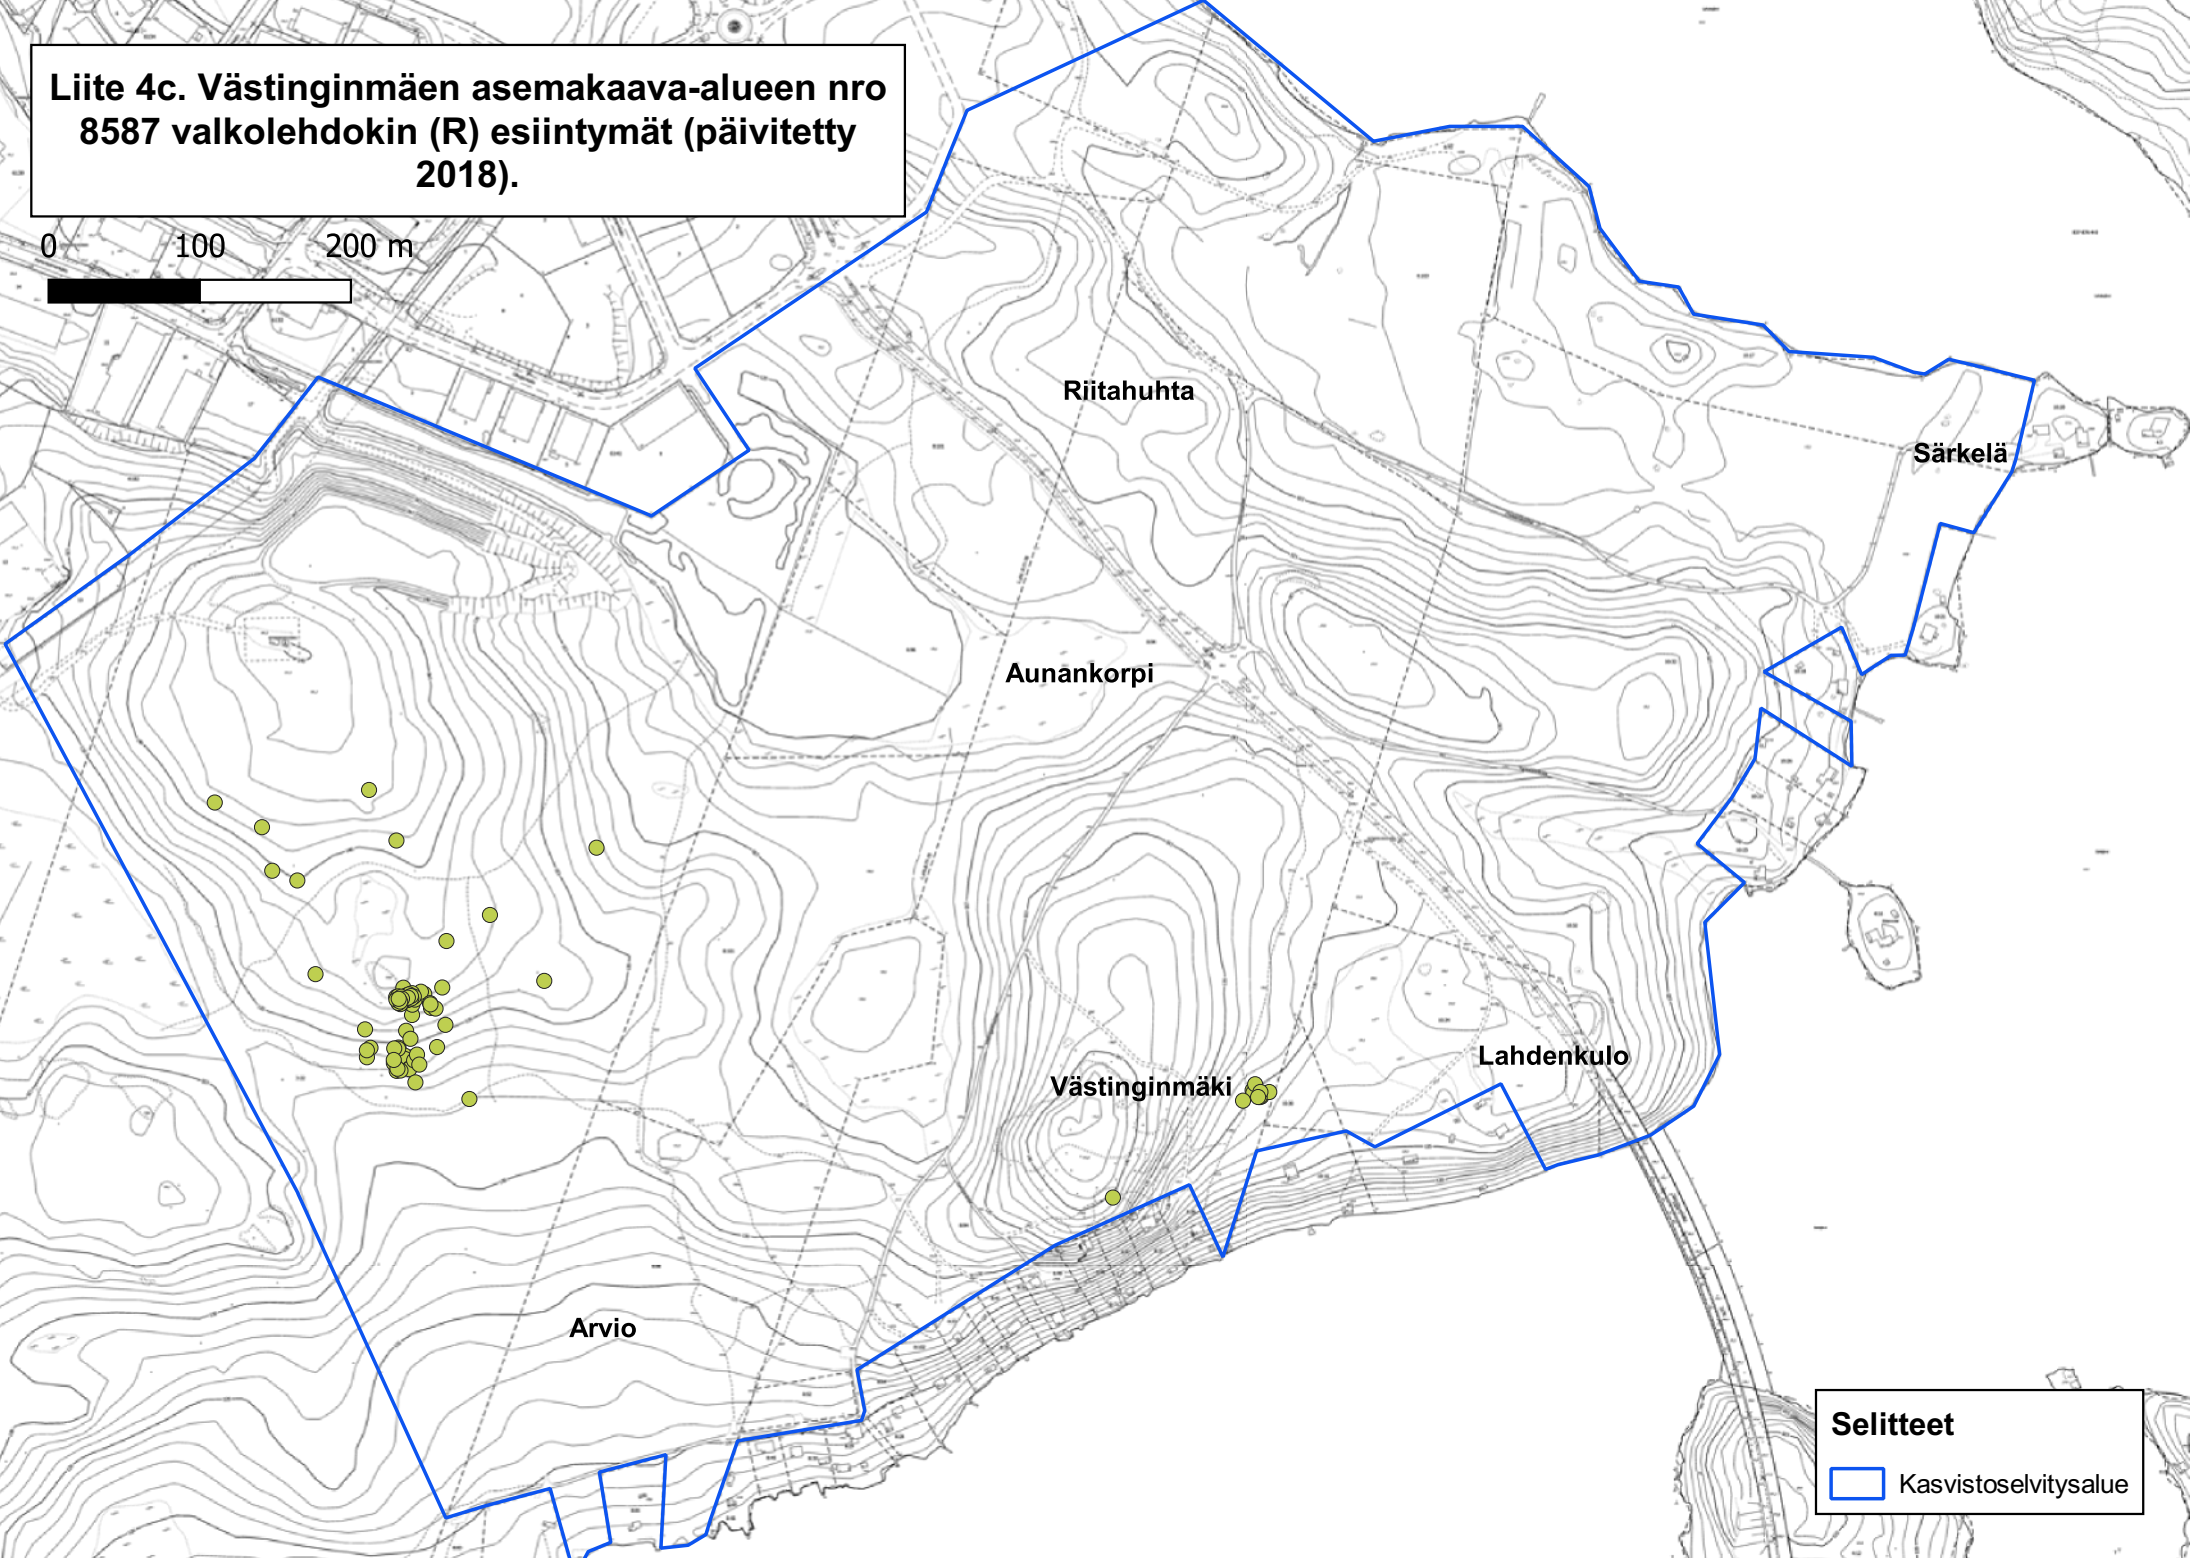 Liite 4c. Västinginmäen asemakaava-alueen nro
8587 valkolehdokin (R) esiintymät (päivitetty
2018).
0 100 200 m
Riitahuhta
Särkelä
Aunankorpi
Västinginmäki
Lahdenkulo
Arvio
Selitteet
Kasvistoselvitysalue